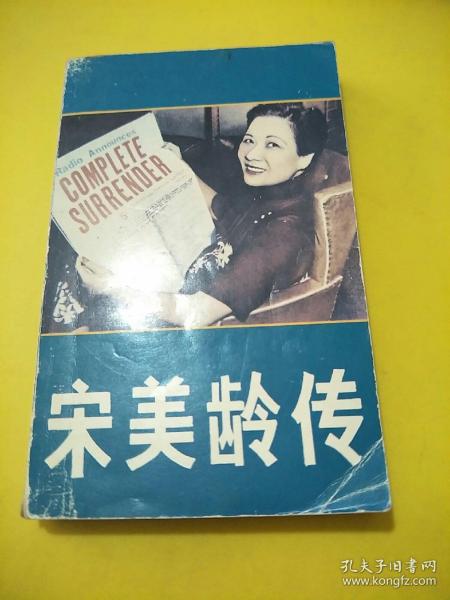 Radio Announces
COMPLETE
SURRENDER
宋美龄传
孔夫子旧书网
www.kongfz.com